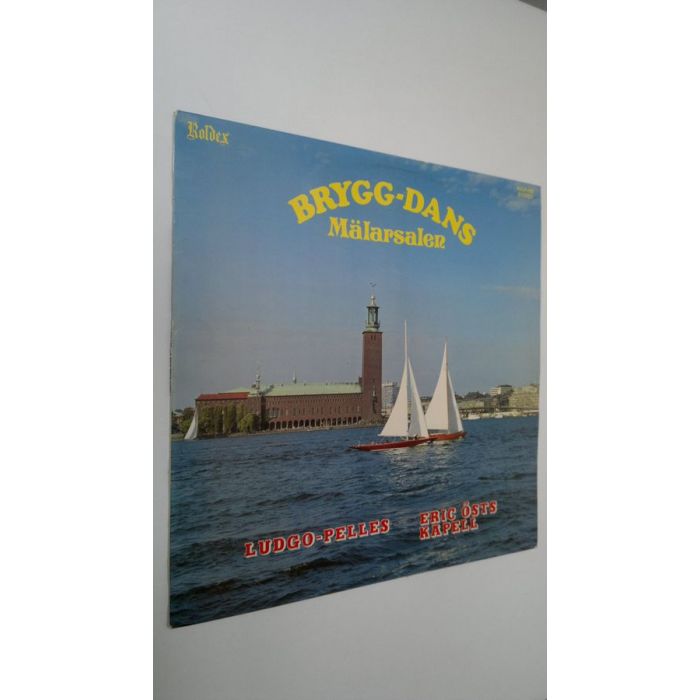 Roldex
BRYGG-DANS
Mälarsalen
LUDGO-PELLES
ERIC ÖSTS
KAPELL